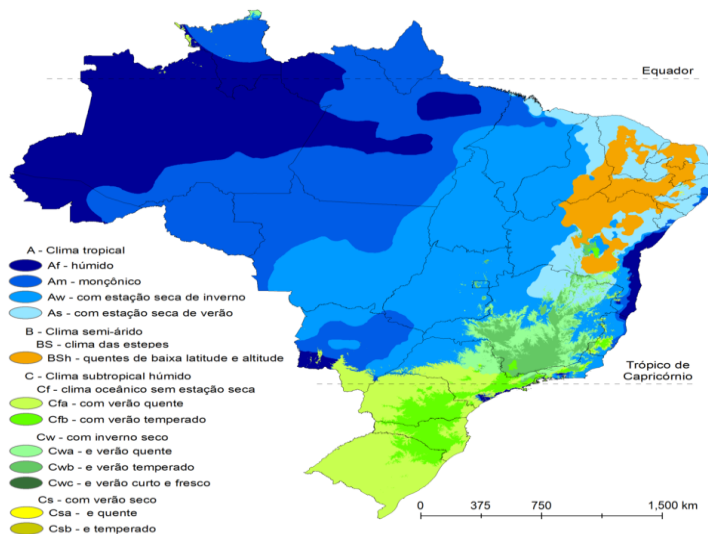 Equador
A - Clima tropical
Af - húmido
Am - monçônico
Aw - com estação seca de inverno
As - com estação seca de verão
B - Clima semi-árido
BS - clima das estepes
BSh - quentes de baixa latitude e altitude
C - Clima subtropical húmido
Cf - clima oceânico sem estação seca
Cfa - com verão quente
Cfb - com verão temperado
Cw - com inverno seco
Cwa - e verão quente
Cwb - e verão temperado
Cwc - e verão curto e fresco
Cs - com verão seco
Csa - e quente
Csb - e temperado
Trópico de
Capricórnio
0 375 750 1,500 km